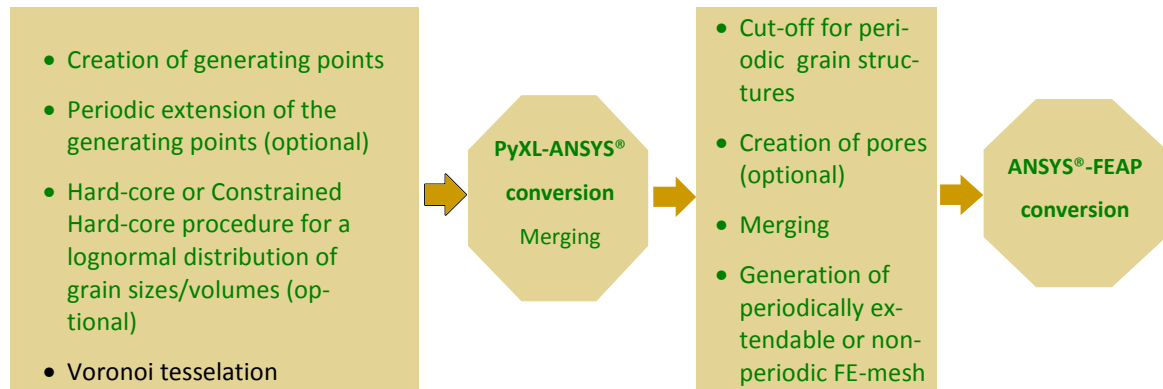 • Creation of generating points
• Periodic extension of the
generating points (optional)
• Hard-core or Constrained
Hard-core procedure for a
lognormal distribution of
grain sizes/volumes (op-
tional)
• Voronoi tesselation
PyXL-ANSYS®
conversion
Merging
• Cut-off for peri-
odic grain struc-
tures
• Creation of pores
(optional)
• Merging
• Generation of
periodically ex-
tendable or non-
periodic FE-mesh
ANSYS®-FEAP
conversion